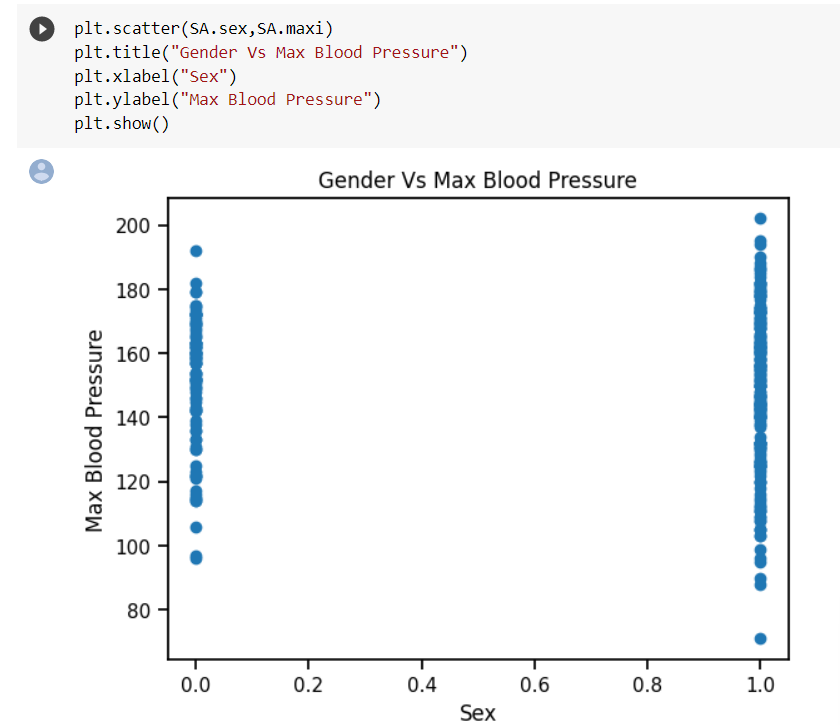 plt.scatter(SA.sex,SA.maxi)
plt.title("Gender Vs Max Blood Pressure")
plt.xlabel("Sex")
plt.ylabel("Max Blood Pressure")
plt.show()
Gender Vs Max Blood Pressure
200
180
160
140
120
100
80
Max Blood Pressure
0.0 0.2 0.4 0.6 0.8 1.0
Sex